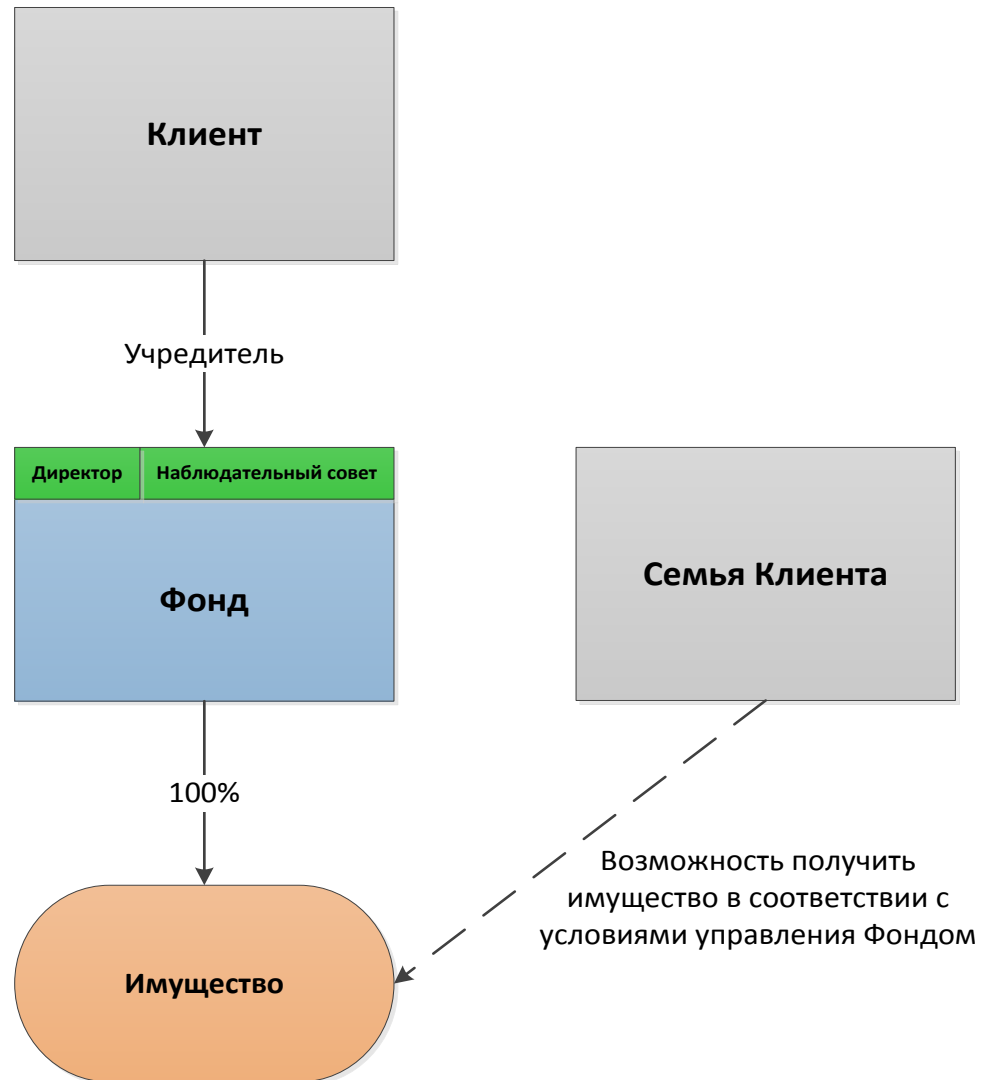 Клиент
Учредитель
Директор
Наблюдательный совет
Фонд
Семья Клиента
100%
Возможность получить
имущество в соответствии с
условиями управления Фондом
Имущество